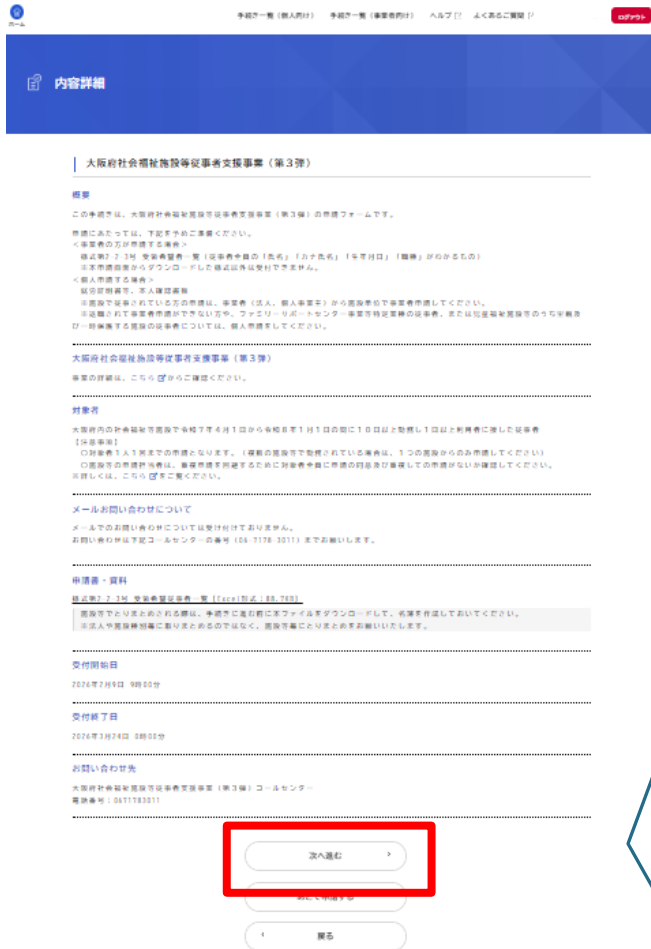 ホーム
手続き一覧（個人向け）　手続き一覧（事業者向け）　ヘルプ　よくあるご質問
ログアウト
内容詳細
大阪府社会福祉施設等従事者支援事業（第３弾）
概要
この手続きは、大阪府社会福祉施設等従事者支援事業（第３弾）の申請フォームです。
申請にあたっては、下記を予めご準備ください。
＜事業者の方が申請する場合＞
様式第2-2-3号 受領希望者一覧（従事者全員の「氏名」「カナ氏名」「生年月日」「職種」がわかるもの）
※本申請画面からダウンロードした様式以外は受付できません。
＜個人申請する場合＞
就労証明書等、本人確認書類
※施設で従事されている方の申請は、事業者（法人、個人事業主）から施設単位で事業者申請してください。
※退職されて事業者申請ができない方や、ファミリーサポートセンター事業等特定業種の従事者、または児童福祉施設等のうち栄養及
び一時保護する施設の従事者については、個人申請をしてください。
大阪府社会福祉施設等従事者支援事業（第３弾）
事業の詳細は、こちらからご確認ください。
対象者
大阪府内の社会福祉等施設で令和７年４月１日から令和８年１月１日の間に１０日以上勤務し１日以上利用者に接した従事者
【注意事項】
〇対象者１人１回までの申請となります。（複数の施設等で勤務されている場合は、１つの施設からのみ申請してください）
〇施設等の申請担当者は、重複申請を回避するために対象者全員に申請の同意及び重複しての申請がないか確認してください。
※詳しくは、こちらをご覧ください。
メールお問い合わせについて
メールでのお問い合わせについては受け付けておりません。
お問い合わせは下記コールセンターの番号（06-7178-3011）までお願いします。
申請書・資料
様式第2-2-3号 受領希望従事者一覧 [Excel形式：88.7KB]
施設等でとりまとめされる際は、手続きに進む前に本ファイルをダウンロードして、名簿を作成しておいてください。
※法人や施設種別毎に取りまとめるのではなく、施設等毎にとりまとめをお願いいたします。
受付開始日
2026年2月9日 9時00分
受付終了日
2026年3月24日 0時00分
お問い合わせ先
大阪府社会福祉施設等従事者支援事業（第３弾）コールセンター
電話番号：0671783011
次へ進む
戻る